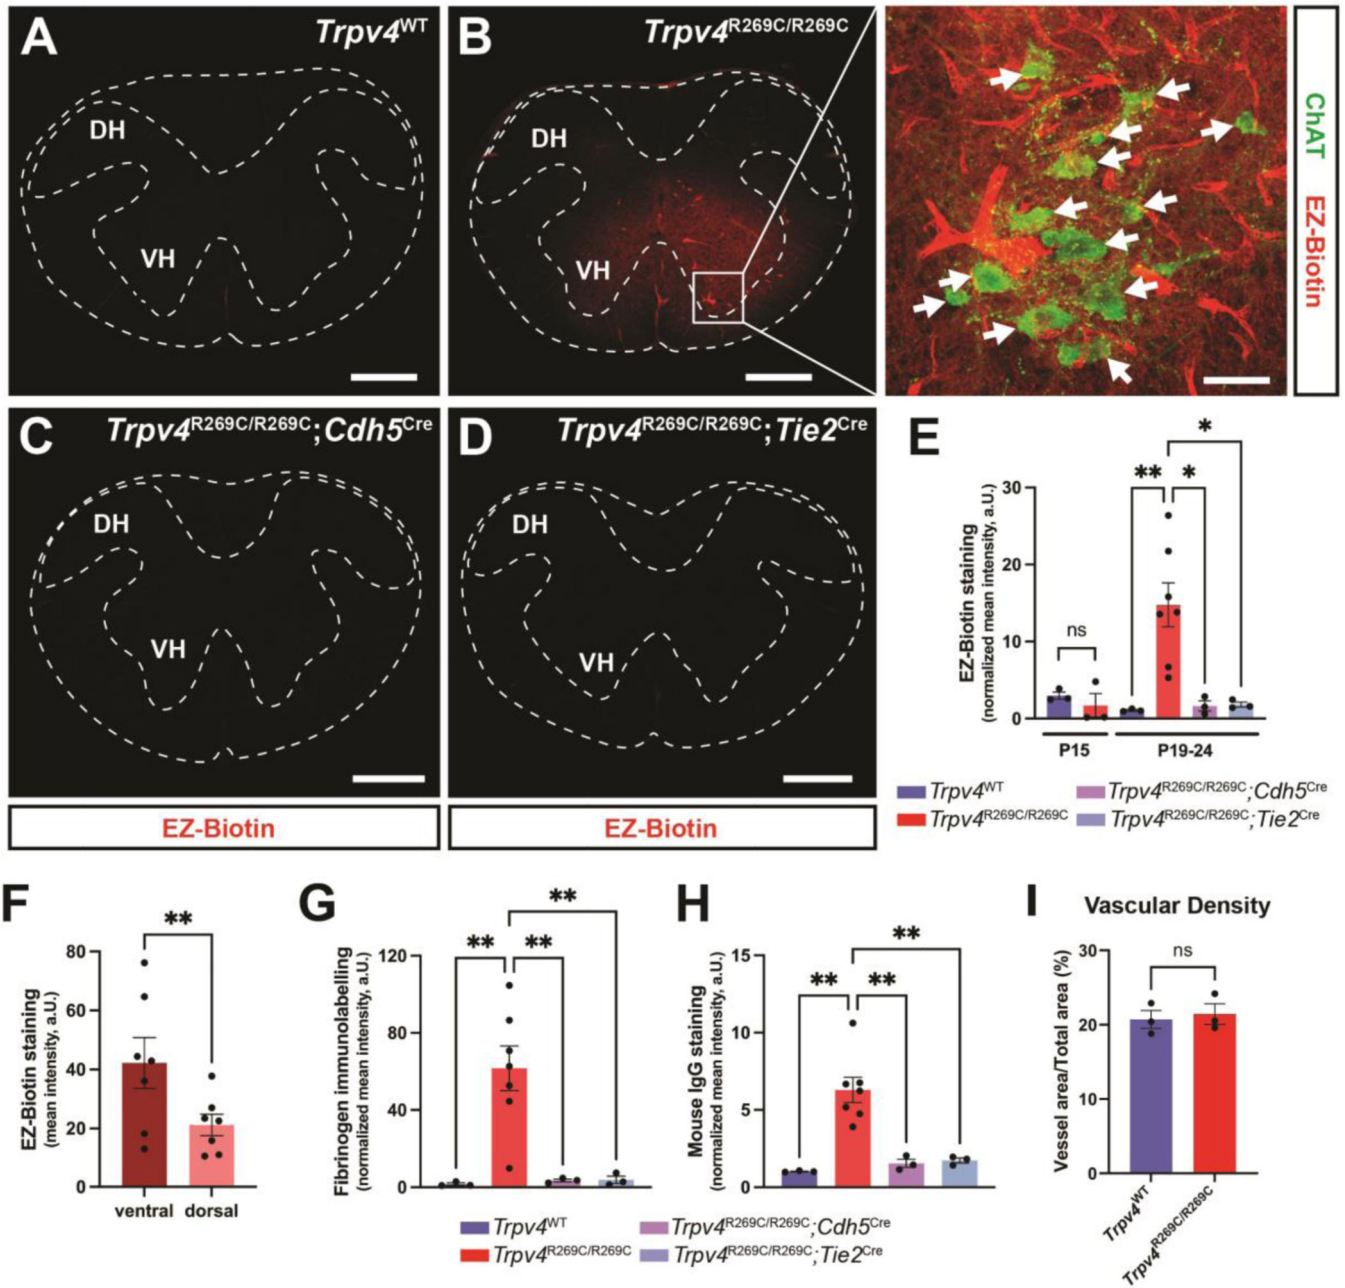 A
Trpv4WT
DH
VH
B
Trpv4R269C/R269C
DH
VH
ChAT EZ-Biotin
C
Trpv4R269C/R269C;Cdh5Cre
DH
VH
EZ-Biotin
D
Trpv4R269C/R269C;Tie2Cre
DH
VH
EZ-Biotin
E
EZ-Biotin staining
(normalized mean intensity, a.U.)
30
20
10
0
ns
**
*
*
P15
P19-24
Trpv4WT
Trpv4R269C/R269C;Cdh5Cre
Trpv4R269C/R269C
Trpv4R269C/R269C;Tie2Cre
F
EZ-Biotin staining
(mean intensity, a.U.)
80
60
40
20
0
**
ventral dorsal
G
Fibrinogen immunolabeling
(normalized mean intensity, a.U.)
120
80
40
0
**
**
**
H
Mouse IgG staining
(normalized mean intensity, a.U.)
15
10
5
0
**
**
**
Trpv4WT
Trpv4R269C/R269C;Cdh5Cre
Trpv4R269C/R269C
Trpv4R269C/R269C;Tie2Cre
I
Vascular Density
Vessel area/Total area (%)
30
20
10
0
ns
Trpv4WT
Trpv4R269C/R269C